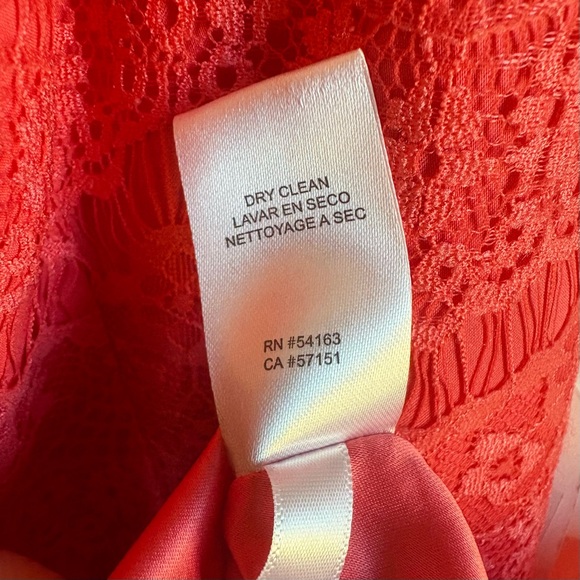 DRY CLEAN
LAVAR EN SECO
NETTOYAGE A SEC
RN #54163
CA #57151